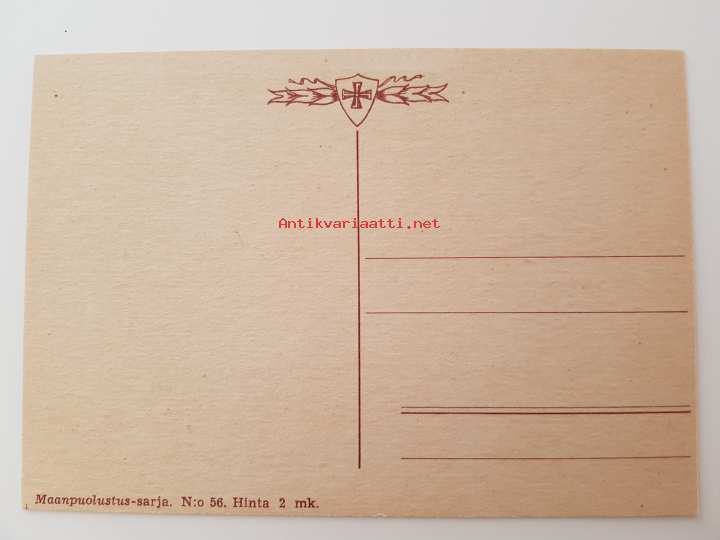 Antikvariaatti.net
Maanpuolustus-sarja. N:o 56. Hinta 2 mk.